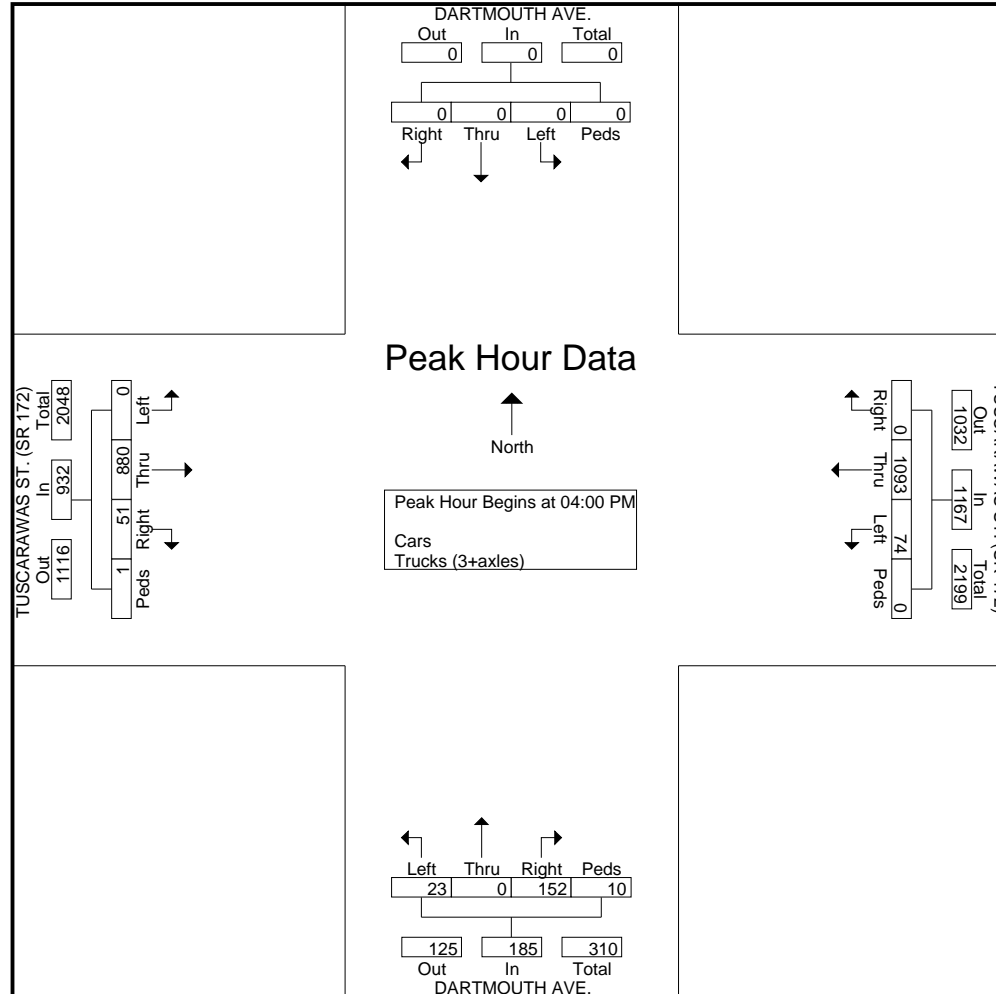 DARTMOUTH AVE.
Out In Total
0 0 0
0 0 0 0
Right Thru Left Peds
Peak Hour Data
North
Peak Hour Begins at 04:00 PM
Cars
Trucks (3+axles)
TUSCARAWAS ST. (SR 172)
Total In Out
2048 932 1116
0 880 51 1
Left Thru Right Peds
Right Thru Left Peds
0 1093 74 0
1032 1167 2199
Out In Total
Left Thru Right Peds
23 0 152 10
125 185 310
Out In Total
DARTMOUTH AVE.